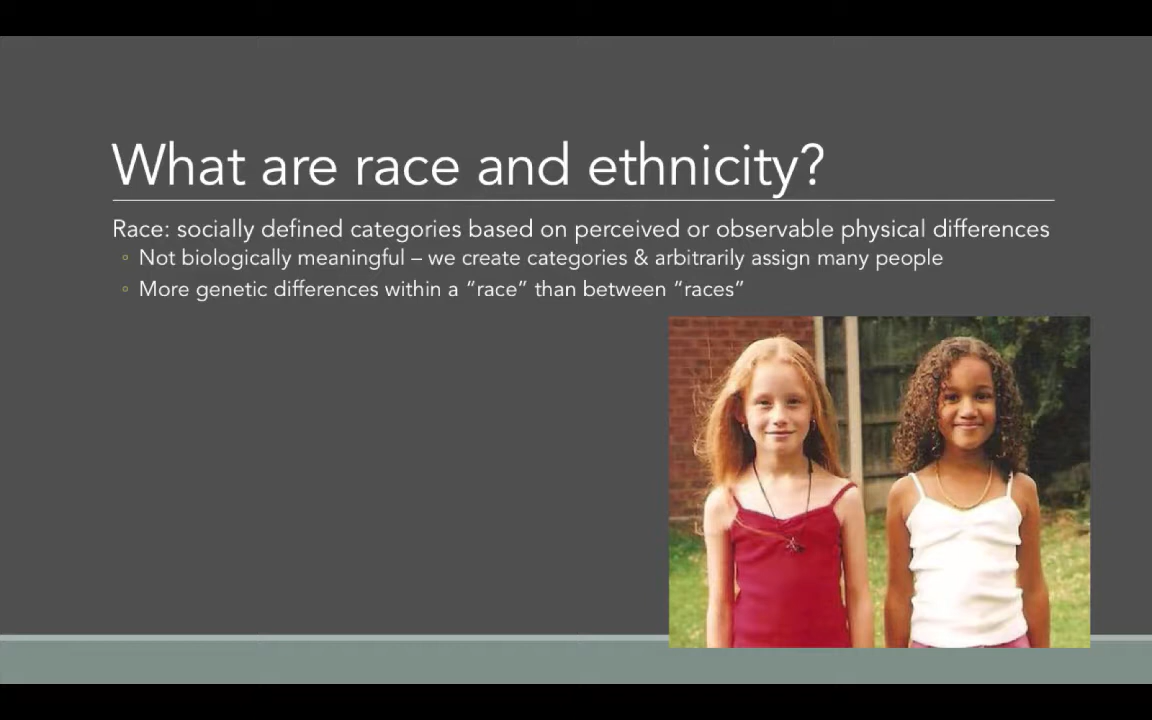 What are race and ethnicity?
Race: socially defined categories based on perceived or observable physical differences
◦ Not biologically meaningful – we create categories & arbitrarily assign many people
◦ More genetic differences within a “race” than between “races”